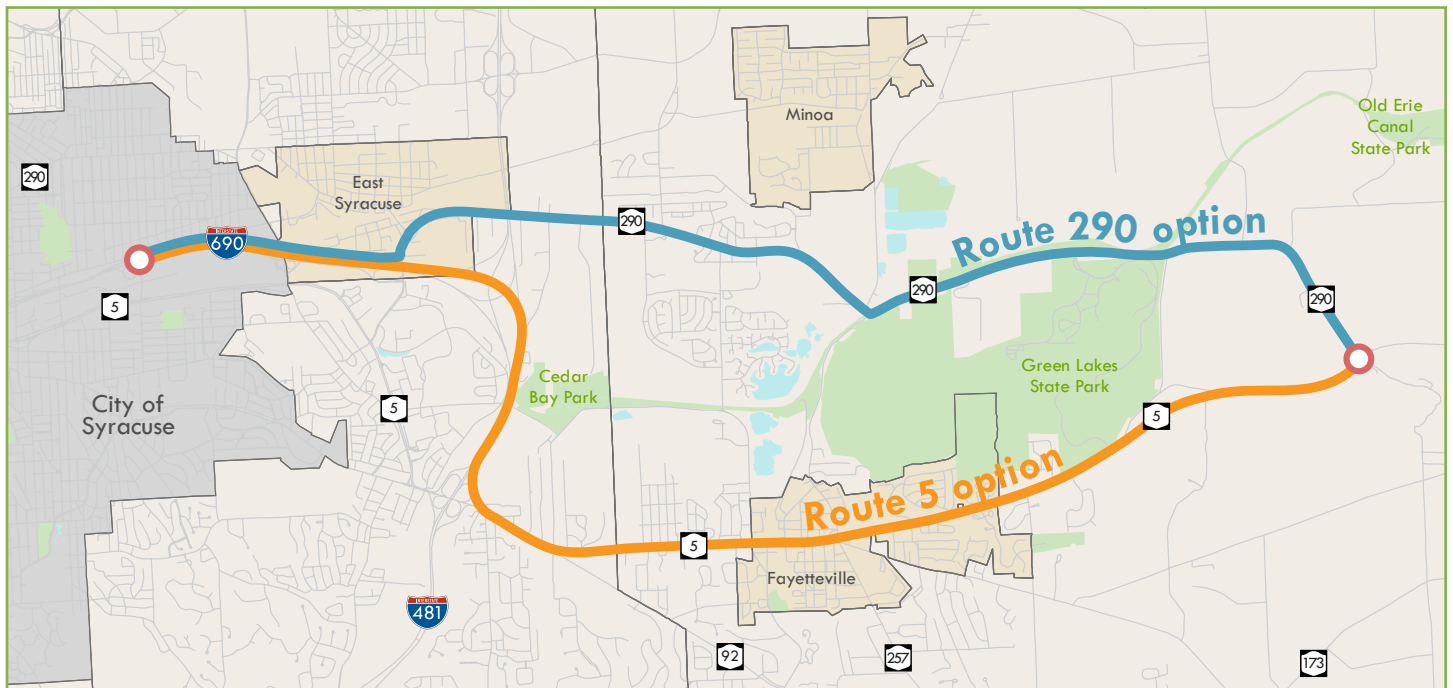 Minoa
Old Erie
Canal
State Park
290
East
Syracuse
290
Route 290 option
INTERSTATE
690
290
290
5
Green Lakes
State Park
Cedar
Bay Park
5
5
City of
Syracuse
Route 5 option
5
Fayetteville
INTERSTATE
481
92
257
173